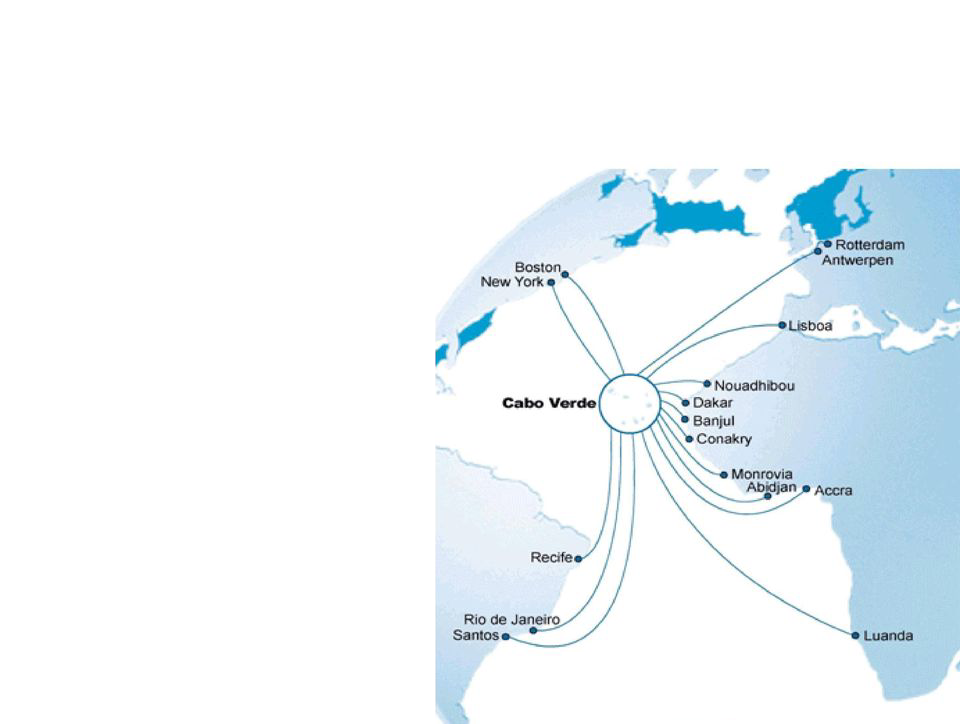 Rotterdam
Antwerpen
Boston
New York
Lisboa
Nouadhibou
Cabo Verde
Dakar
Banjul
Conakry
Monrovia
Abidjan
Accra
Recife
Rio de Janeiro
Santos
Luanda